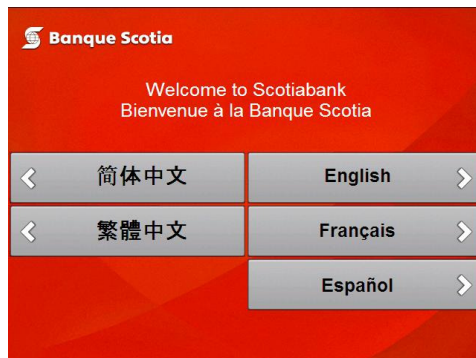 Banque Scotia
Welcome to Scotiabank
Bienvenue à la Banque Scotia
简体中文
English
繁體中文
Français
Español